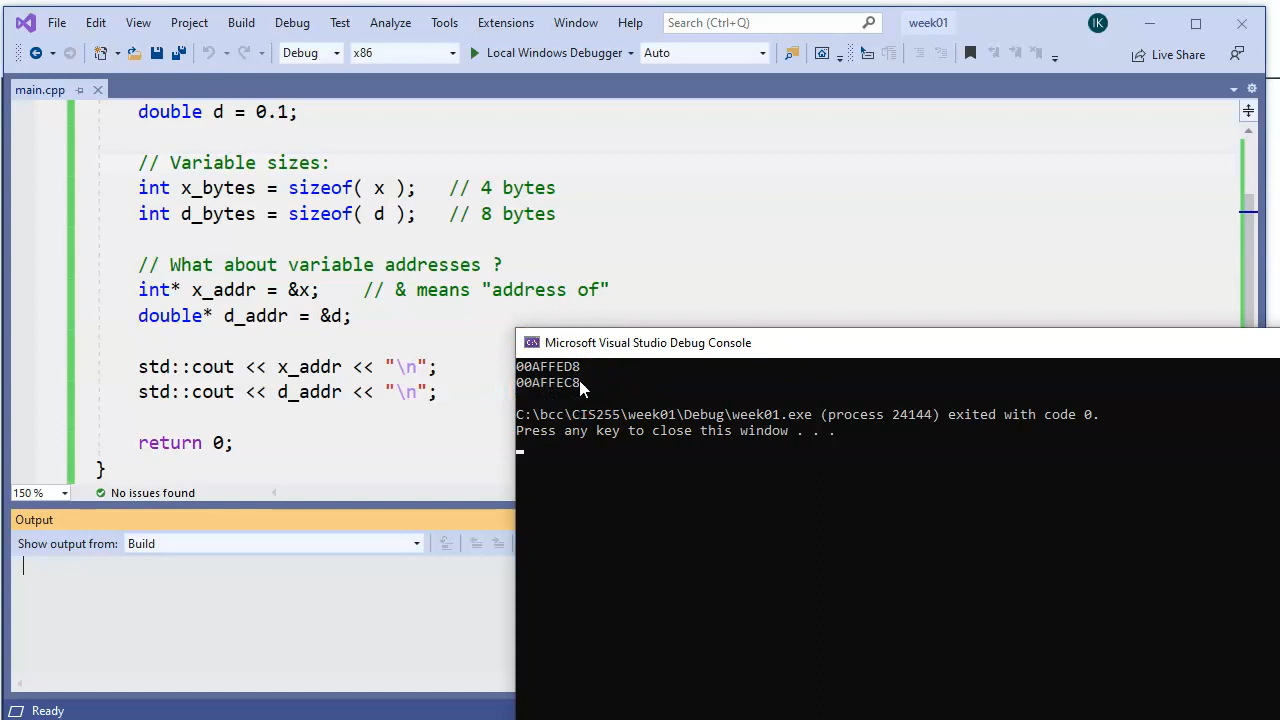 File Edit View Project Build Debug Test Analyze Tools Extensions Window Help Search (Ctrl+Q) week01 IK
Debug x86 Local Windows Debugger Auto Live Share
main.cpp
double d = 0.1;
// Variable sizes:
int x_bytes = sizeof( x ); // 4 bytes
int d_bytes = sizeof( d ); // 8 bytes
// What about variable addresses ?
int* x_addr = &x; // & means "address of"
double* d_addr = &d;
std::cout << x_addr << "\n";
std::cout << d_addr << "\n";
return 0;
}
150 % No issues found
Output
Show output from: Build
Ready
Microsoft Visual Studio Debug Console
00AFFED8
00AFFEC8
C:\bcc\CIS255\week01\Debug\week01.exe (process 24144) exited with code 0.
Press any key to close this window . . .